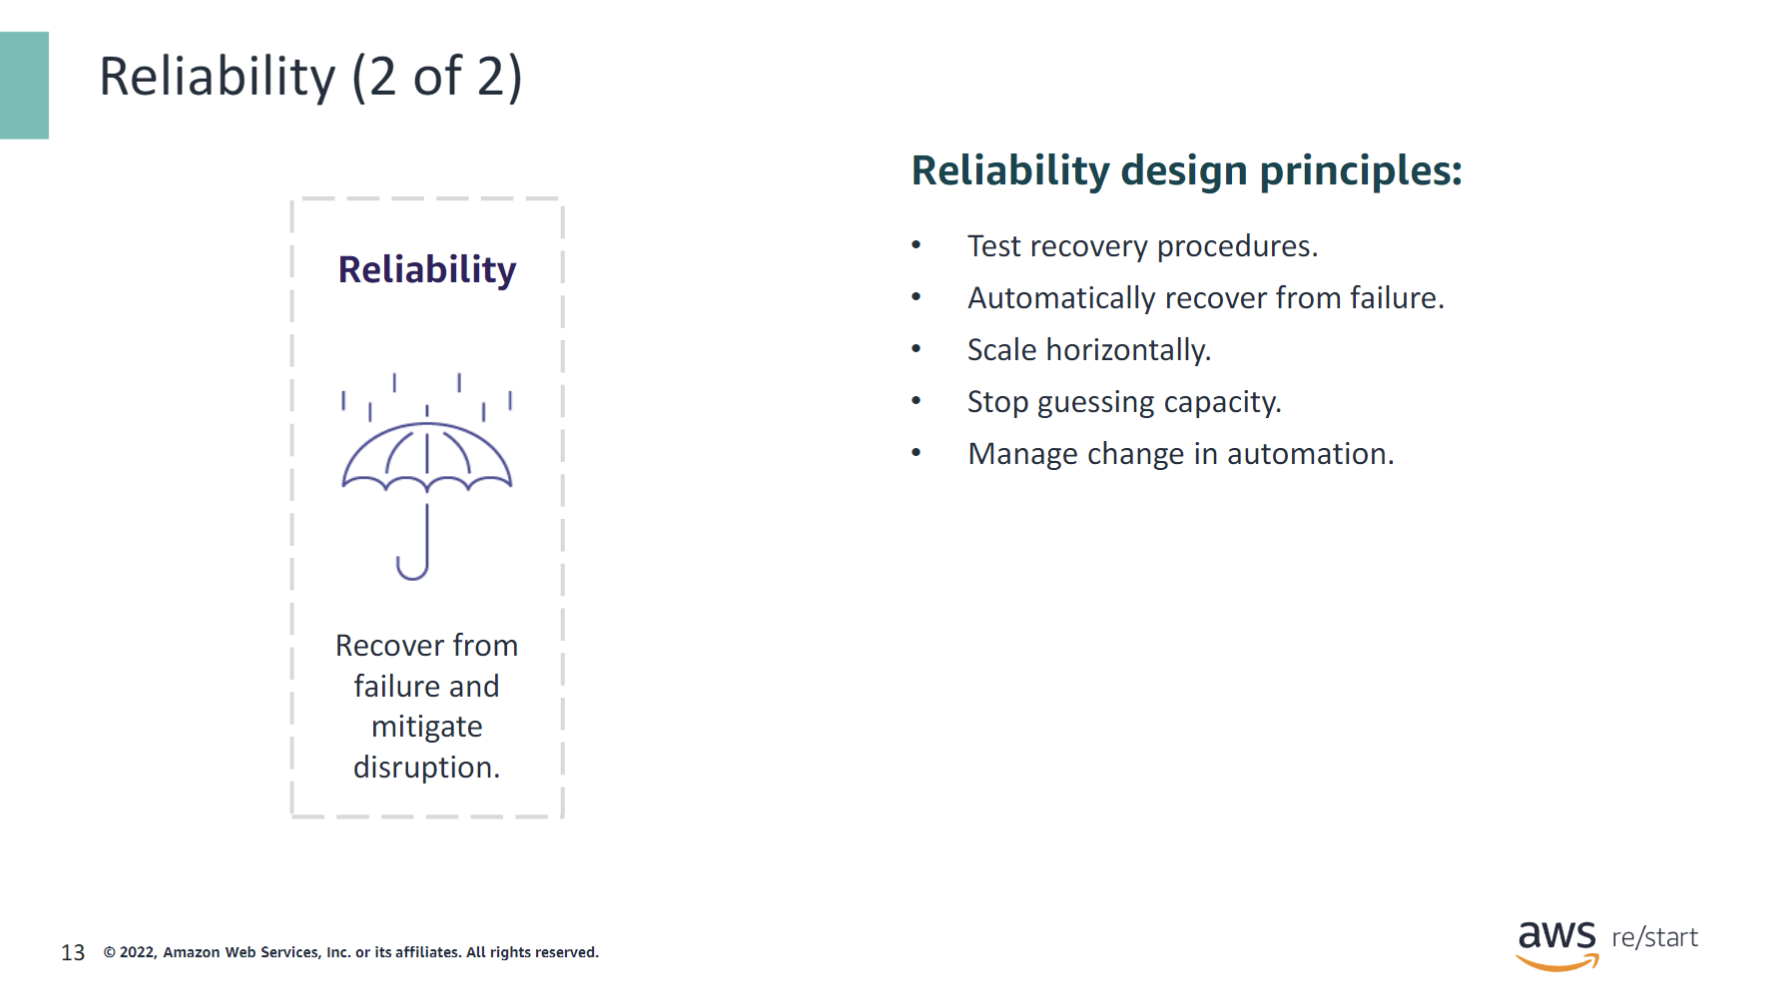 Reliability (2 of 2)
Reliability
Recover from
failure and
mitigate
disruption.
Reliability design principles:
• Test recovery procedures.
• Automatically recover from failure.
• Scale horizontally.
• Stop guessing capacity.
• Manage change in automation.
13 © 2022, Amazon Web Services, Inc. or its affiliates. All rights reserved.
aws re/start